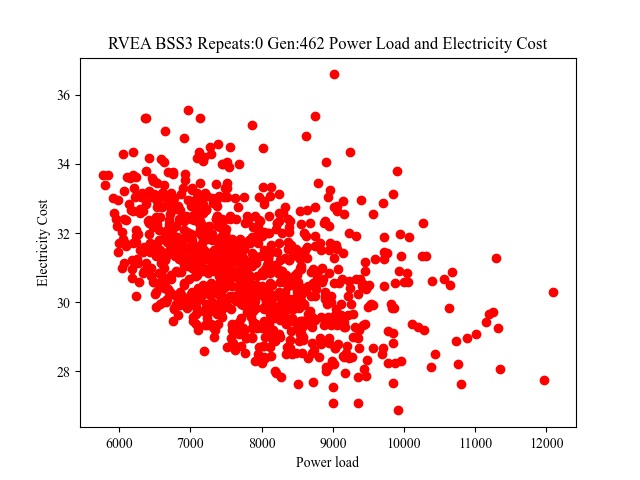 RVEA BSS3 Repeats:0 Gen:462 Power Load and Electricity Cost
Electricity Cost
36
34
32
30
28
6000 7000 8000 9000 10000 11000 12000
Power load